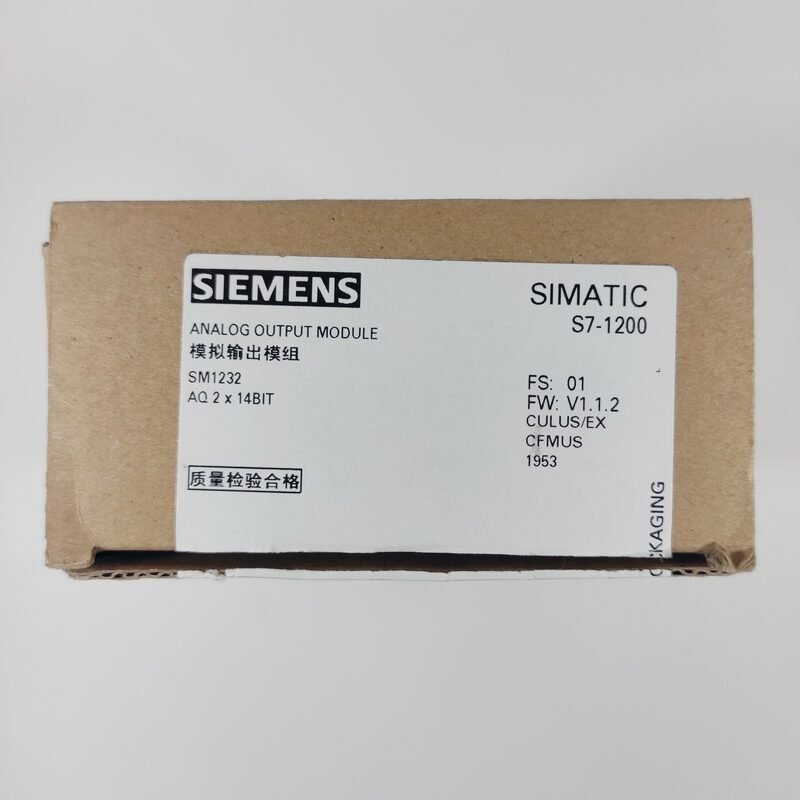 SIEMENS
ANALOG OUTPUT MODULE
模拟输出模组
SM1232
AQ 2 x 14BIT
质量检验合格
SIMATIC
S7-1200
FS: 01
FW: V1.1.2
CULUS/EX
CFMUS
1953